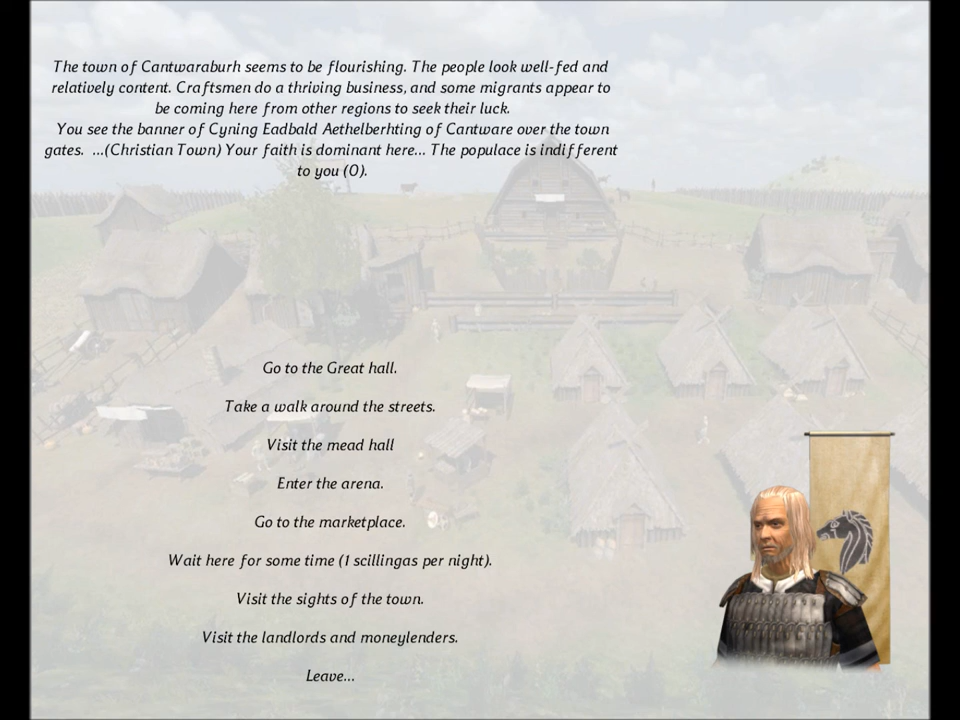 The town of Cantwaraburh seems to be flourishing. The people look well-fed and
relatively content. Craftsmen do a thriving business, and some migrants appear to
be coming here from other regions to seek their luck.
You see the banner of Cyning Eadbald Aethelberhting of Cantware over the town
gates. ...(Christian Town) Your faith is dominant here... The populace is indifferent
to you (0).
Go to the Great hall.
Take a walk around the streets.
Visit the mead hall
Enter the arena.
Go to the marketplace.
Wait here for some time (1 scillingas per night).
Visit the sights of the town.
Visit the landlords and moneylenders.
Leave...